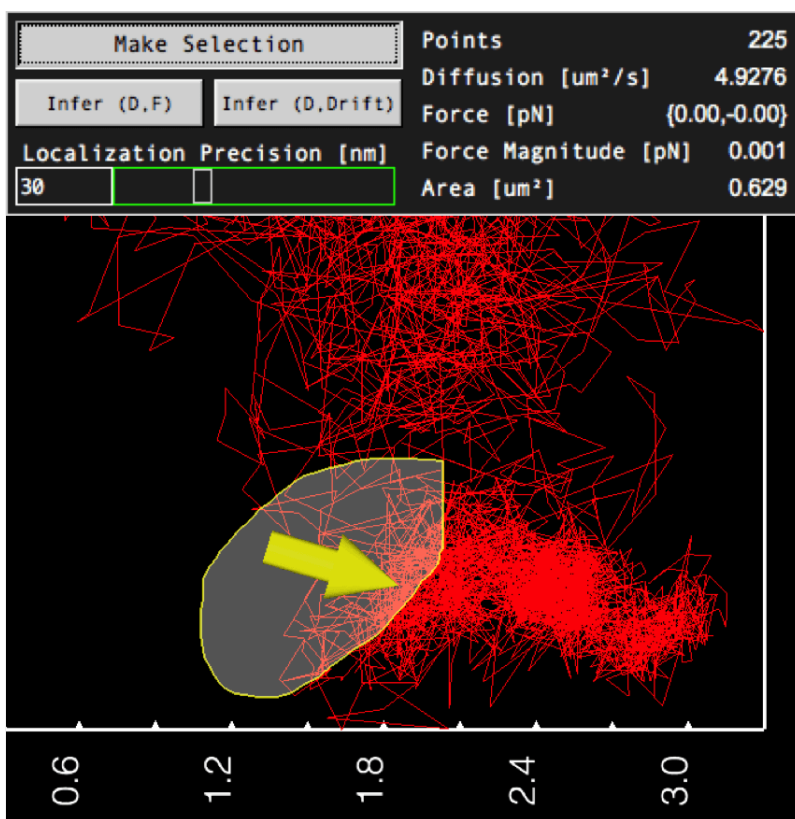 Make Selection
Infer (D,F) Infer (D,Drift)
Localization Precision [nm]
30
Points 225
Diffusion [um²/s] 4.9276
Force [pN] {0.00,-0.00}
Force Magnitude [pN] 0.001
Area [um²] 0.629
0.6 1.2 1.8 2.4 3.0